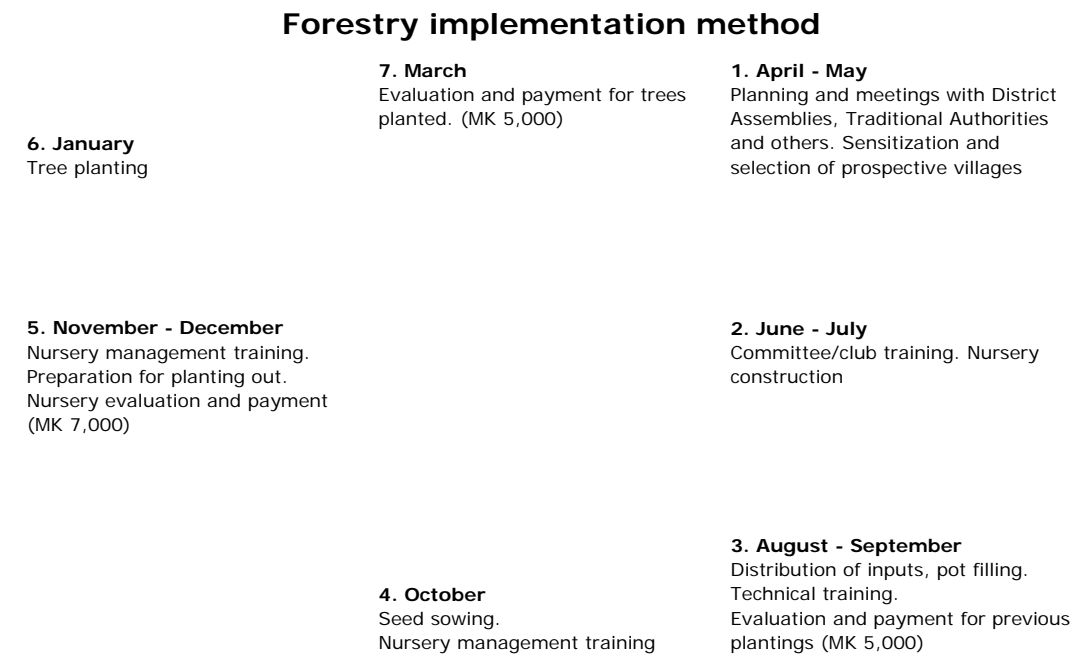 Forestry implementation method
7. March
Evaluation and payment for trees
planted. (MK 5,000)
1. April - May
Planning and meetings with District
Assemblies, Traditional Authorities
and others. Sensitization and
selection of prospective villages
6. January
Tree planting
5. November - December
Nursery management training.
Preparation for planting out.
Nursery evaluation and payment
(MK 7,000)
2. June - July
Committee/club training. Nursery
construction
3. August - September
Distribution of inputs, pot filling.
Technical training.
Evaluation and payment for previous
plantings (MK 5,000)
4. October
Seed sowing.
Nursery management training